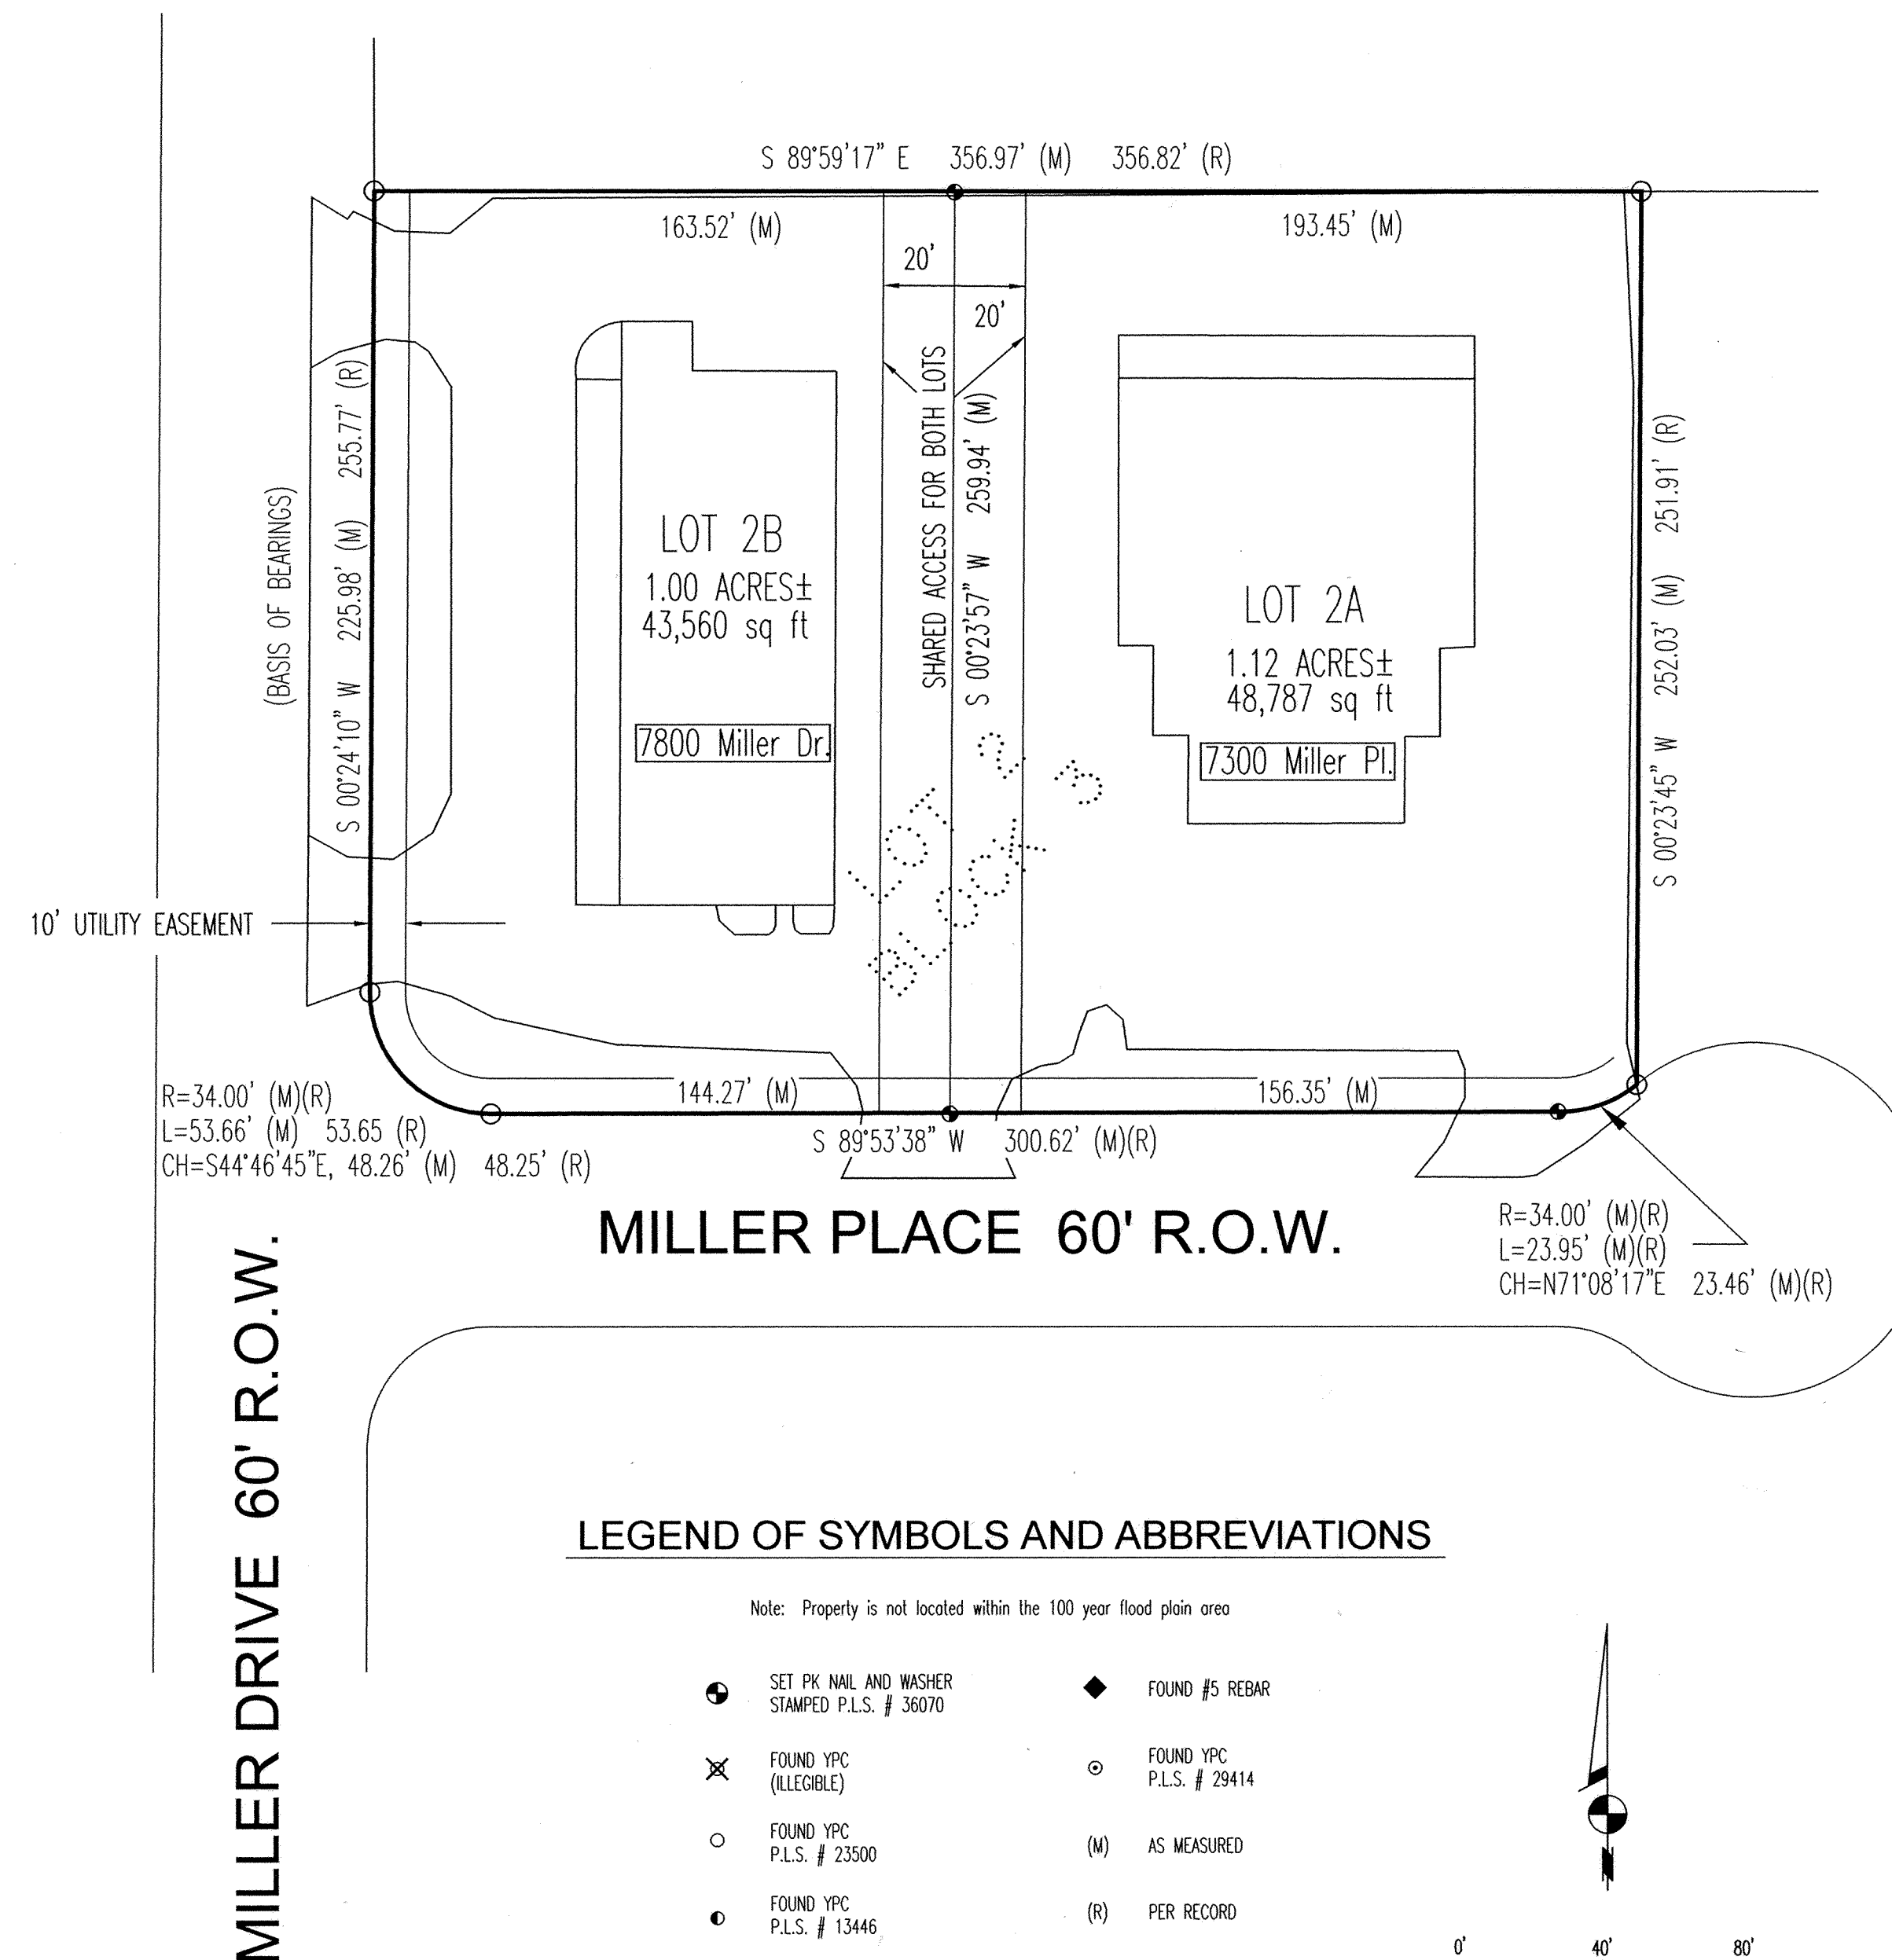 S 89°59'17" E 356.97' (M) 356.82' (R)
163.52' (M)
193.45' (M)
20'
20'
(BASIS OF BEARINGS)
S 00°24'10" W 225.98' (M) 255.77' (R)
SHARED ACCESS FOR BOTH LOTS
S 00°23'57" W 259.94' (M)
S 00°23'45" W 252.03' (M) 251.91' (R)
LOT 2B
1.00 ACRES±
43,560 sq ft
7800 Miller Dr.
LOT 2A
1.12 ACRES±
48,787 sq ft
7300 Miller Pl.
LOT 2
BLOCK 3
10' UTILITY EASEMENT
144.27' (M)
156.35' (M)
S 89°53'38" W 300.62' (M)(R)
R=34.00' (M)(R)
L=53.66' (M) 53.65 (R)
CH=S44°46'45"E, 48.26' (M) 48.25' (R)
MILLER PLACE 60' R.O.W.
R=34.00' (M)(R)
L=23.95' (M)(R)
CH=N71°08'17"E 23.46' (M)(R)
MILLER DRIVE 60' R.O.W.
LEGEND OF SYMBOLS AND ABBREVIATIONS
Note: Property is not located within the 100 year flood plain area
SET PK NAIL AND WASHER
STAMPED P.L.S. # 36070
FOUND #5 REBAR
FOUND YPC
(ILLEGIBLE)
FOUND YPC
P.L.S. # 29414
FOUND YPC
P.L.S. # 23500
(M) AS MEASURED
FOUND YPC
P.L.S. # 13446
(R) PER RECORD
N
0' 40' 80'